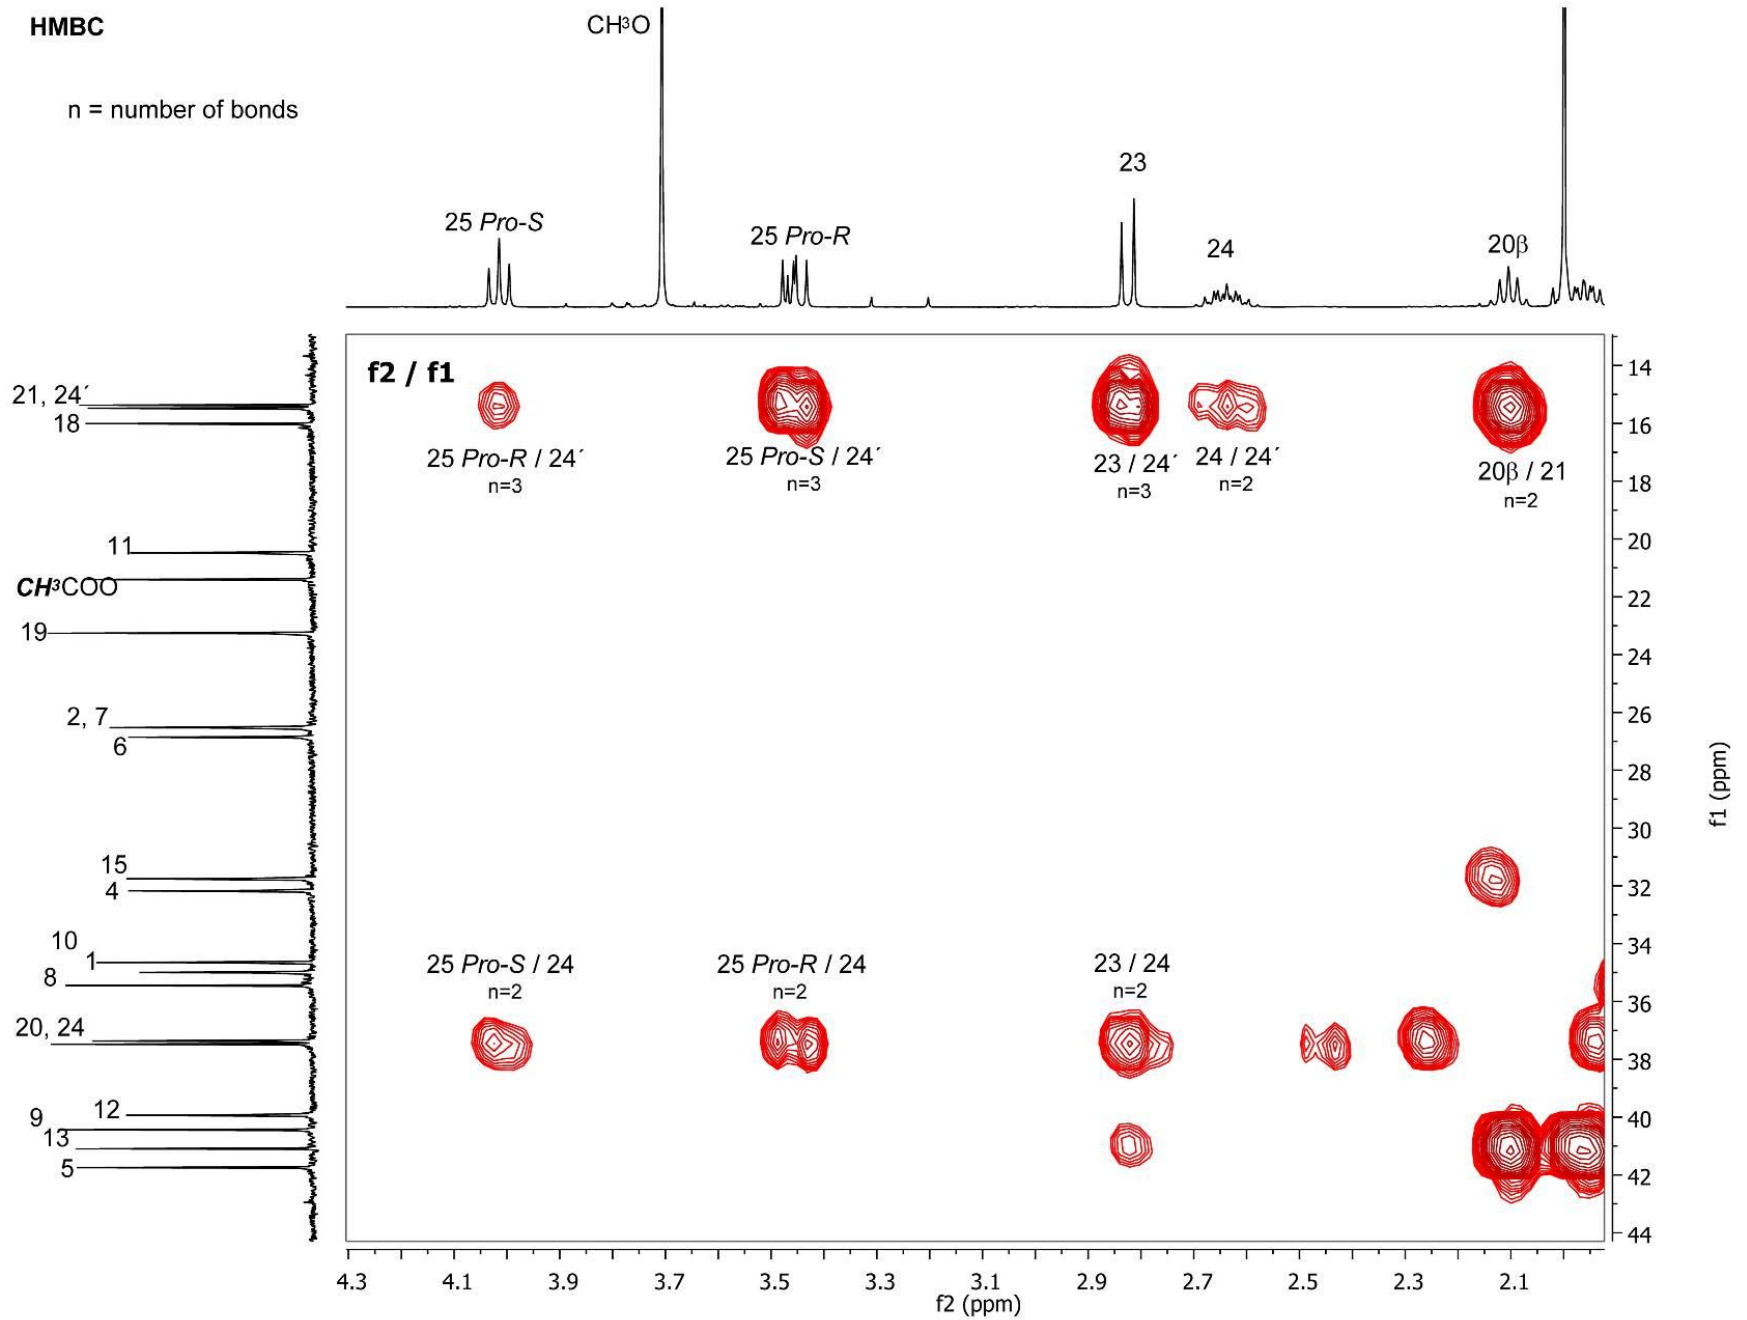 HMBC
CH³O
n = number of bonds
23
25 Pro-S
25 Pro-R
24
20β
f2 / f1
14
21, 24´
18
16
25 Pro-R / 24´
n=3
25 Pro-S / 24´
n=3
23 / 24´
n=3
24 / 24´
n=2
20β / 21
n=2
18
11
20
CH³COO
22
19
24
2, 7
6
26
28
f1 (ppm)
30
15
4
32
10
1
8
34
25 Pro-S / 24
n=2
25 Pro-R / 24
n=2
23 / 24
n=2
36
20, 24
38
9
12
13
5
40
42
44
4.3 4.1 3.9 3.7 3.5 3.3 3.1 2.9 2.7 2.5 2.3 2.1
f2 (ppm)